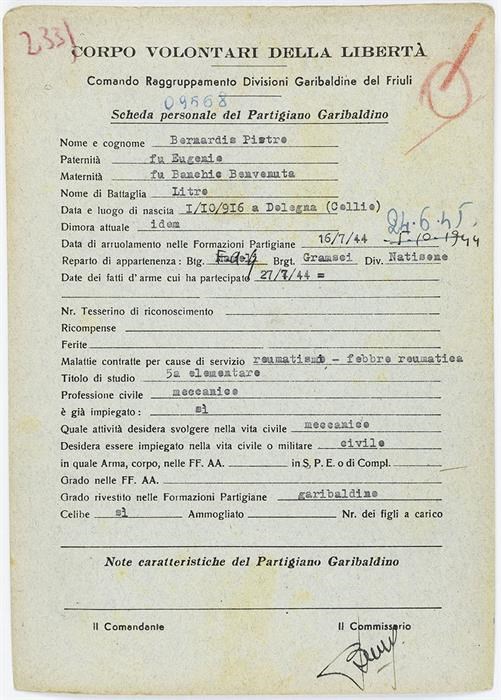 2331
CORPO VOLONTARI DELLA LIBERTÀ
Comando Raggruppamento Divisioni Garibaldine del Friuli
09568
Scheda personale del Partigiano Garibaldino
Nome e cognome Bernardis Pietro
Paternità fu Eugenio
Maternità fu Banchic Benvenuta
Nome di Battaglia Litro
Data e luogo di nascita I/IO/916 a Dolegna (Collio)
Dimora attuale idem
24.6.45.
Data di arruolamento nelle Formazioni Partigiane 16/7/44 -5-10-1944
Reparto di appartenenza: Btg. Brgt. Gramsci Div. Natisone
Date dei fatti d'arme cui ha partecipato 27/7/44 =
Nr. Tesserino di riconoscimento
Ricompense
Ferite
Malattie contratte per cause di servizio reumatismi - febbre reumatica
Titolo di studio 5a elementare
Professione civile meccanico
è già impiegato: sì
Quale attività desidera svolgere nella vita civile meccanico
Desidera essere impiegato nella vita civile o militare civile
in quale Arma, corpo, nelle FF. AA. in S. P. E. o di Compl.
Grado nelle FF. AA.
Grado rivestito nelle Formazioni Partigiane garibaldino
Celibe sì Ammogliato Nr. dei figli a carico
Note caratteristiche del Partigiano Garibaldino
Il Comandante Il Commissario